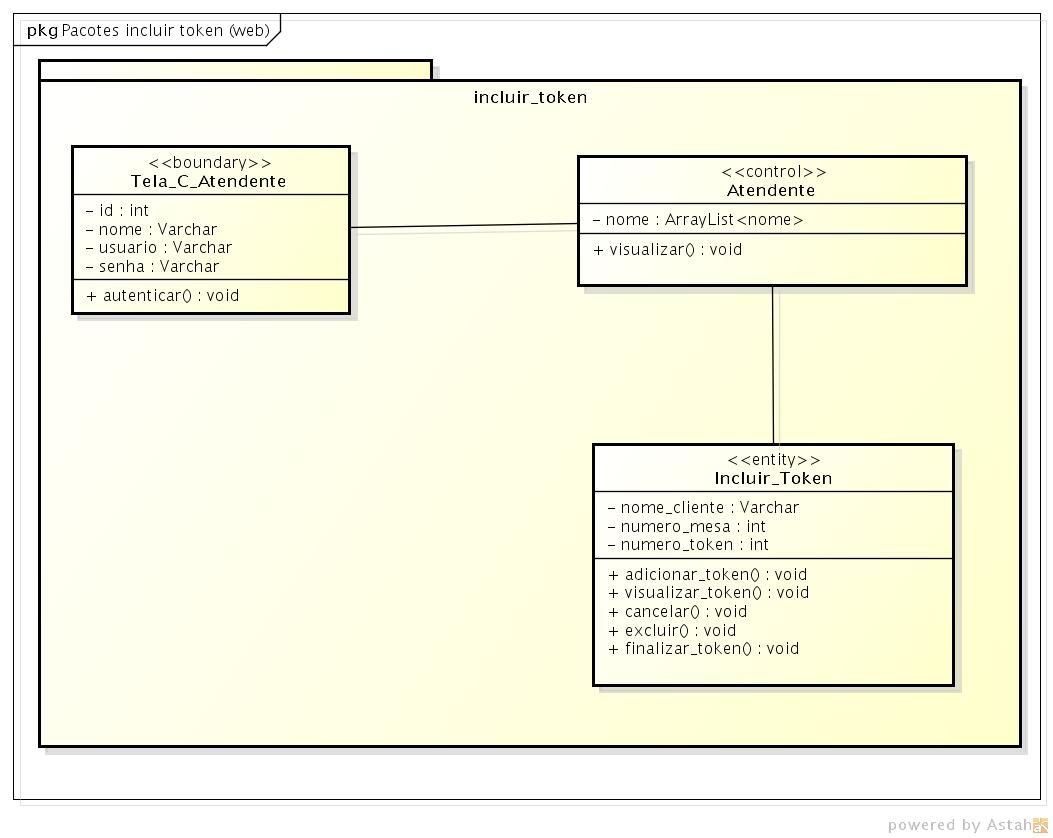 pkg Pacotes incluir token (web)
incluir_token
<<boundary>>
Tela_C_Atendente
- id : int
- nome : Varchar
- usuario : Varchar
- senha : Varchar
+ autenticar() : void
<<control>>
Atendente
- nome : ArrayList<nome>
+ visualizar() : void
<<entity>>
Incluir_Token
- nome_cliente : Varchar
- numero_mesa : int
- numero_token : int
+ adicionar_token() : void
+ visualizar_token() : void
+ cancelar() : void
+ excluir() : void
+ finalizar_token() : void
powered by Astah